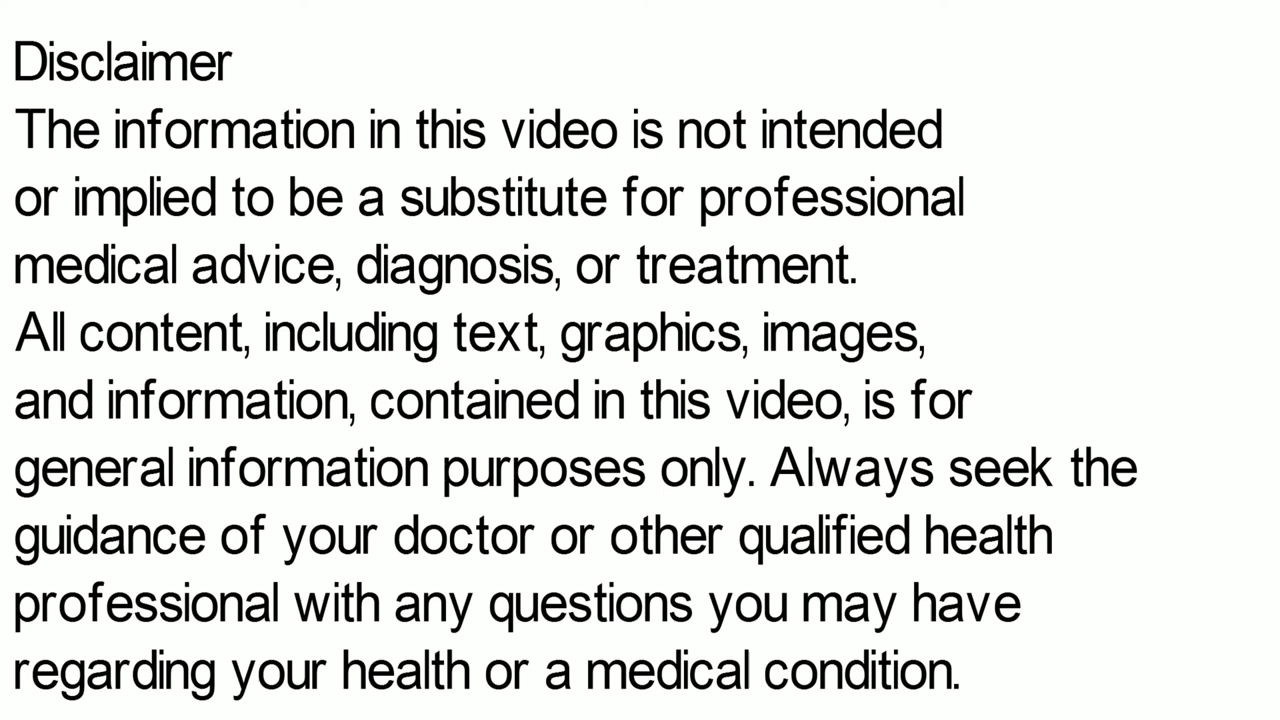 Disclaimer
The information in this video is not intended
or implied to be a substitute for professional
medical advice, diagnosis, or treatment.
All content, including text, graphics, images,
and information, contained in this video, is for
general information purposes only. Always seek the
guidance of your doctor or other qualified health
professional with any questions you may have
regarding your health or a medical condition.